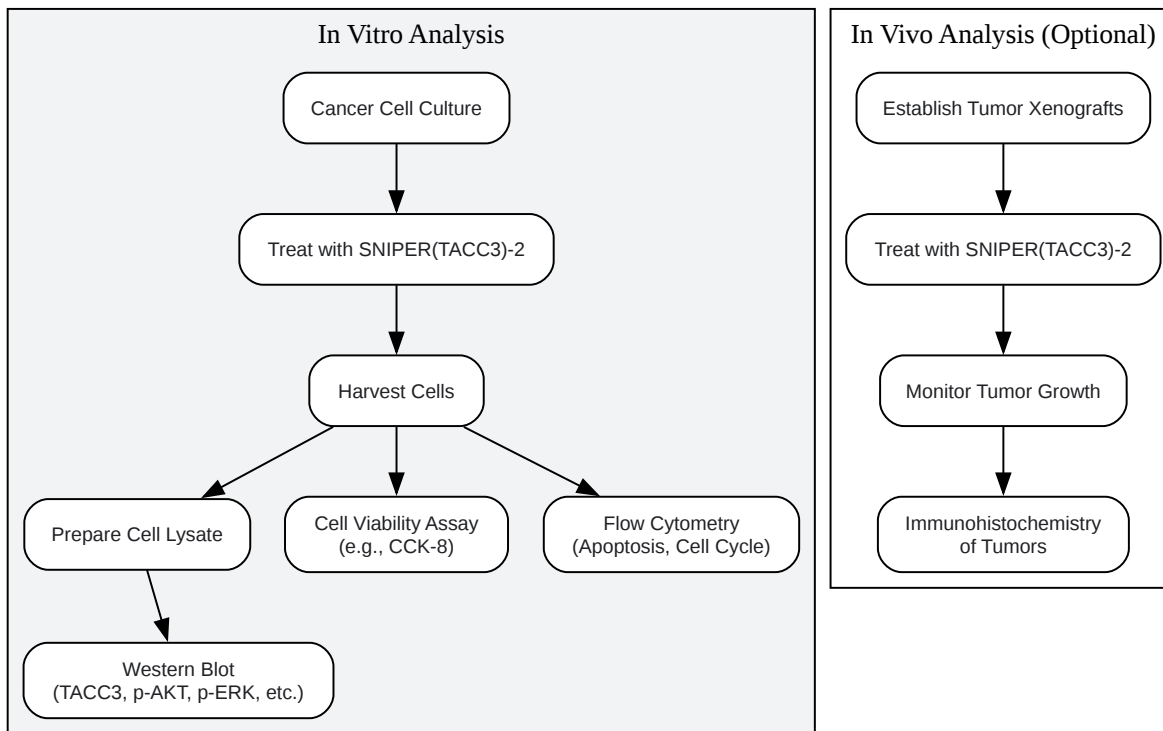 In Vitro Analysis
Cancer Cell Culture
Treat with SNIPER(TACC3)-2
Harvest Cells
Prepare Cell Lysate
Cell Viability Assay
(e.g., CCK-8)
Flow Cytometry
(Apoptosis, Cell Cycle)
Western Blot
(TACC3, p-AKT, p-ERK, etc.)
In Vivo Analysis (Optional)
Establish Tumor Xenografts
Treat with SNIPER(TACC3)-2
Monitor Tumor Growth
Immunohistochemistry
of Tumors